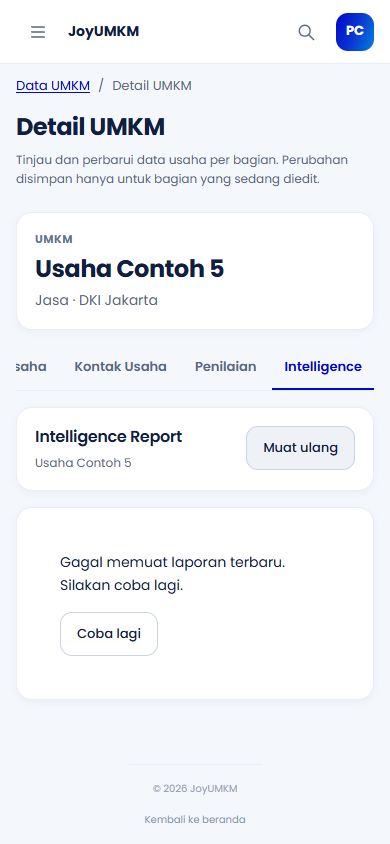 JoyUMKM
PC
Data UMKM / Detail UMKM
Detail UMKM
Tinjau dan perbarui data usaha per bagian. Perubahan
disimpan hanya untuk bagian yang sedang diedit.
UMKM
Usaha Contoh 5
Jasa · DKI Jakarta
saha Kontak Usaha Penilaian Intelligence
Intelligence Report
Usaha Contoh 5
Muat ulang
Gagal memuat laporan terbaru.
Silakan coba lagi.
Coba lagi
© 2026 JoyUMKM
Kembali ke beranda